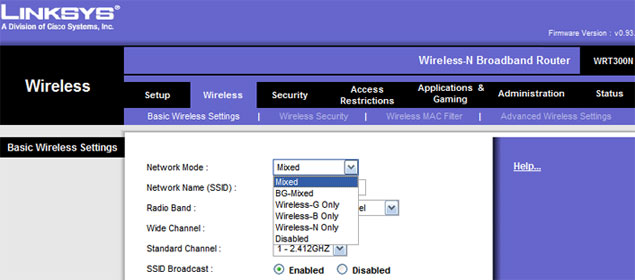 LINKSYS®
A Division of Cisco Systems, Inc.
Firmware Version : v0.93.
Wireless-N Broadband Router WRT300N
Wireless
Setup Wireless Security Access Restrictions Applications & Gaming Administration Status
Basic Wireless Settings | Wireless Security | Wireless MAC Filter | Advanced Wireless Settings
Basic Wireless Settings
Network Mode : Mixed
Help...
Mixed
BG-Mixed
Wireless-G Only
Wireless-B Only
Wireless-N Only
Disabled
Network Name (SSID) :
Radio Band :
Wide Channel :
Standard Channel : 1 - 2.412GHZ
SSID Broadcast : Enabled Disabled